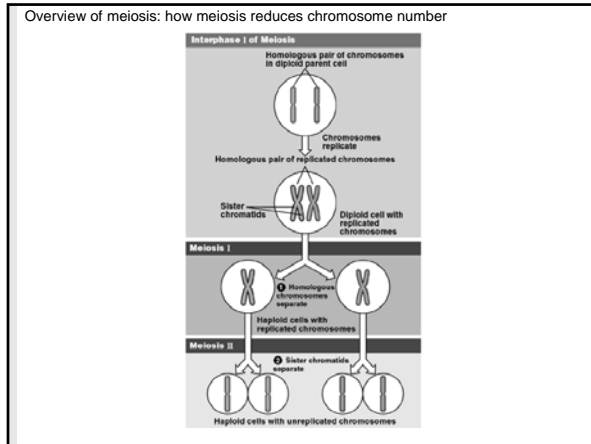 Overview of meiosis: how meiosis reduces chromosome number
Interphase I of Meiosis
Homologous pair of chromosomes
in diploid parent cell
Chromosomes
replicate
Homologous pair of replicated chromosomes
Sister
chromatids
Diploid cell with
replicated
chromosomes
Meiosis I
1 Homologous
chromosomes
separate
Haploid cells with
replicated chromosomes
Meiosis II
2 Sister chromatids
separate
Haploid cells with unreplicated chromosomes